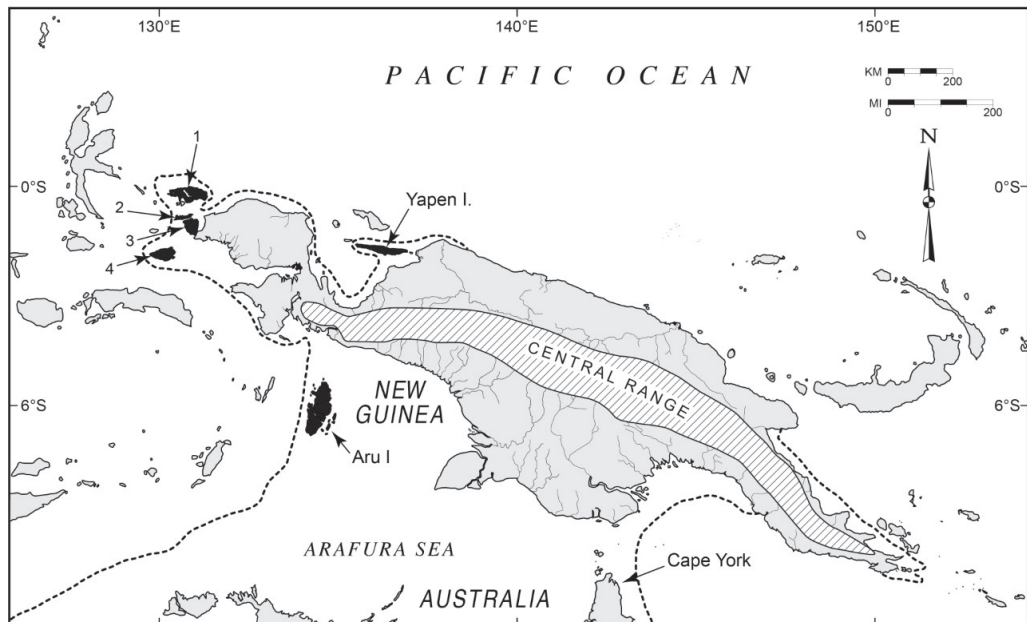 130°E
140°E
150°E
PACIFIC OCEAN
KM
0 200
MI
0 200
N
1
0°S
0°S
2
Yapen I.
3
4
CENTRAL RANGE
NEW
GUINEA
6°S
6°S
Aru I
ARAFURA SEA
Cape York
AUSTRALIA